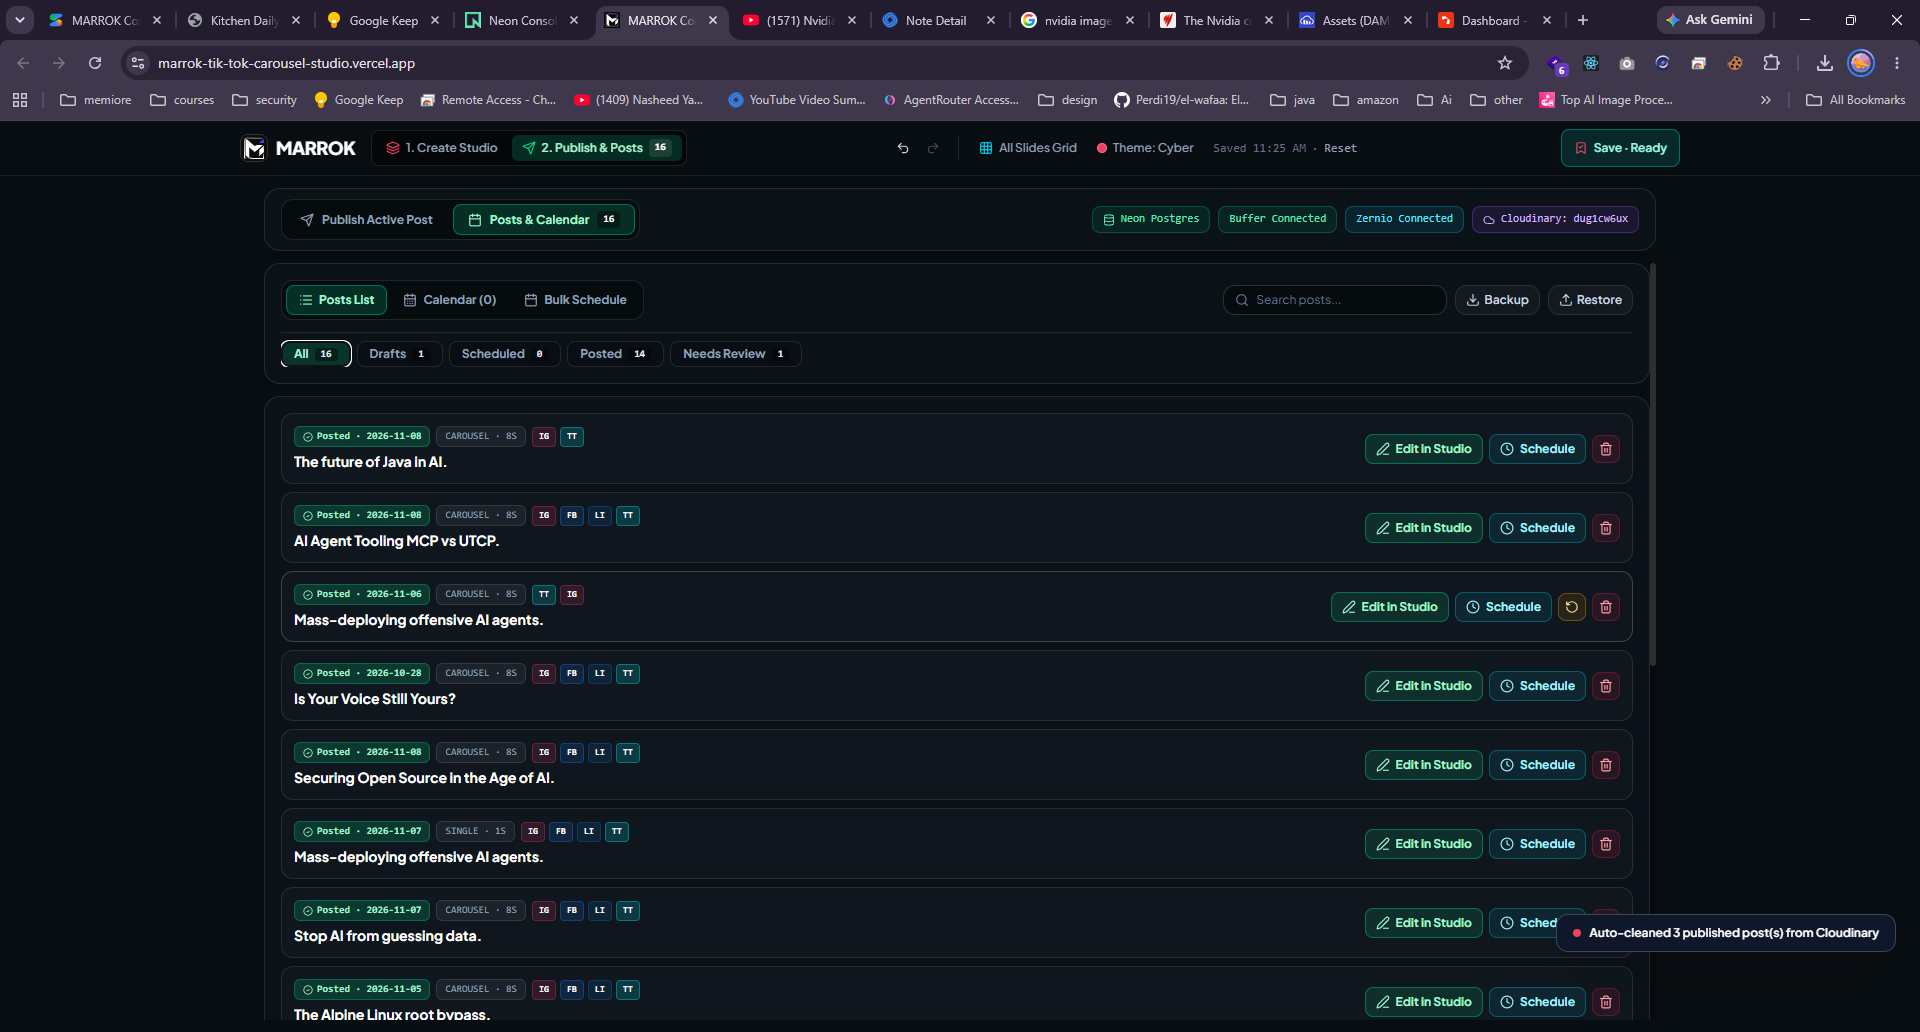 MARROK Co
Kitchen Daily
Google Keep
Neon Conso
MARROK Co
(1571) Nvidi
Note Detail
nvidia image
The Nvidia c
Assets (DAM
Dashboard -
Ask Gemini
marrok-tik-tok-carousel-studio.vercel.app
6
memiore
courses
security
Google Keep
Remote Access - Ch...
(1409) Nasheed Ya...
YouTube Video Sum...
AgentRouter Access...
design
Perdi19/el-wafaa: El...
java
amazon
Ai
other
Top AI Image Proce...
All Bookmarks
MARROK
1. Create Studio
2. Publish & Posts 16
All Slides Grid
Theme: Cyber
Saved 11:25 AM · Reset
Save · Ready
Publish Active Post
Posts & Calendar 16
Neon Postgres
Buffer Connected
Zernio Connected
Cloudinary: dug1cw6ux
Posts List
Calendar (0)
Bulk Schedule
Search posts...
Backup
Restore
All 16
Drafts 1
Scheduled 0
Posted 14
Needs Review 1
Posted · 2026-11-08 CAROUSEL · 8S IG TT
The future of Java in AI.
Edit in Studio Schedule
Posted · 2026-11-08 CAROUSEL · 8S IG FB LI TT
AI Agent Tooling MCP vs UTCP.
Edit in Studio Schedule
Posted · 2026-11-06 CAROUSEL · 8S TT IG
Mass-deploying offensive AI agents.
Edit in Studio Schedule
Posted · 2026-10-28 CAROUSEL · 8S IG FB LI TT
Is Your Voice Still Yours?
Edit in Studio Schedule
Posted · 2026-11-08 CAROUSEL · 8S IG FB LI TT
Securing Open Source in the Age of AI.
Edit in Studio Schedule
Posted · 2026-11-07 SINGLE · 1S IG FB LI TT
Mass-deploying offensive AI agents.
Edit in Studio Schedule
Posted · 2026-11-07 CAROUSEL · 8S IG FB LI TT
Stop AI from guessing data.
Edit in Studio Sched
Auto-cleaned 3 published post(s) from Cloudinary
Posted · 2026-11-05 CAROUSEL · 8S IG FB LI TT
The Alpine Linux root bypass.
Edit in Studio Schedule